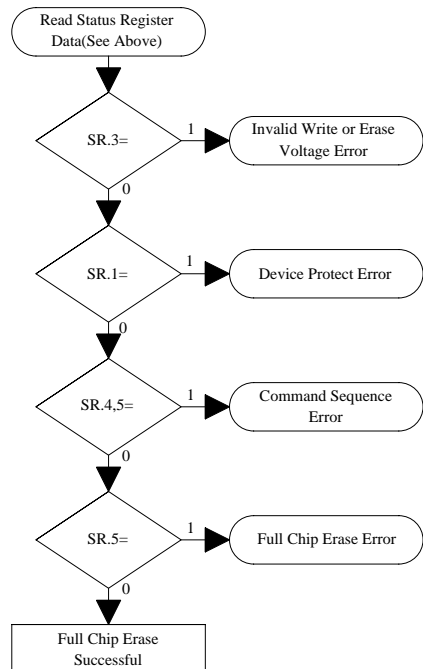 Read Status Register
Data(See Above)
SR.3=
1
Invalid Write or Erase
Voltage Error
0
SR.1=
1
Device Protect Error
0
SR.4,5=
1
Command Sequence
Error
0
SR.5=
1
Full Chip Erase Error
0
Full Chip Erase
Successful